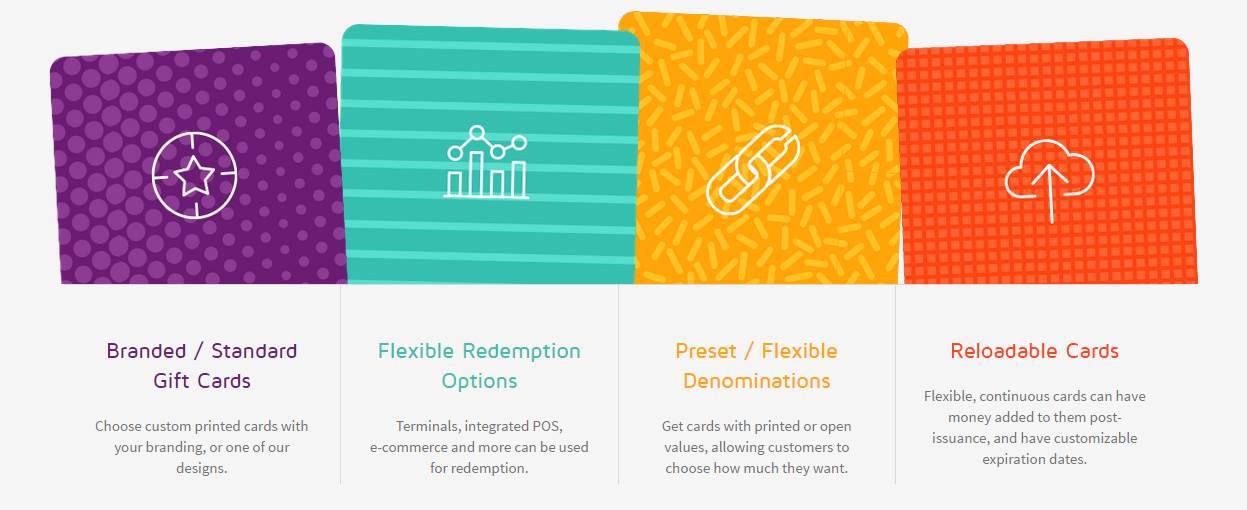 Branded / Standard
Gift Cards
Choose custom printed cards with
your branding, or one of our
designs.
Flexible Redemption
Options
Terminals, integrated POS,
e-commerce and more can be used
for redemption.
Preset / Flexible
Denominations
Get cards with printed or open
values, allowing customers to
choose how much they want.
Reloadable Cards
Flexible, continuous cards can have
money added to them post-
issuance, and have customizable
expiration dates.